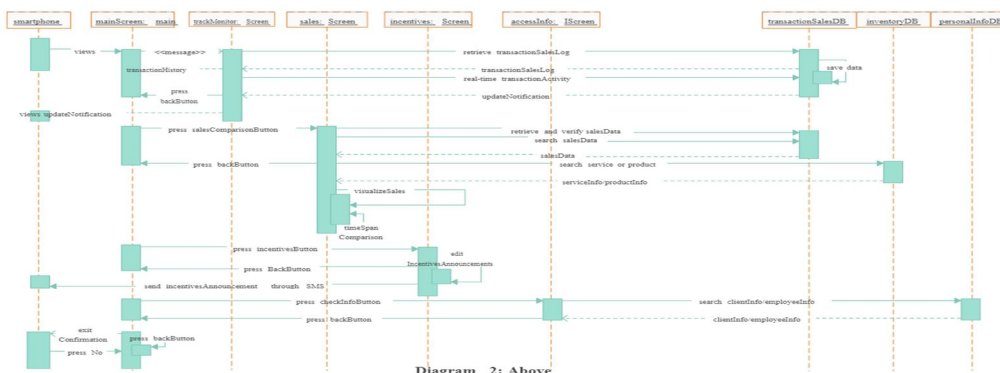 smartphone mainScreen: main trackMonitor: Screen sales: Screen incentives: Screen accessInfo: IScreen transactionSalesDB inventoryDB personalInfoDB
views <<message>> retrieve transactionSalesLog
save data
transactionHistory transactionSalesLog
real-time transactionActivity
press
backButton
updateNotification
views updateNotification
press salesComparisonButton retrieve and verify salesData
search salesData
salesData
press backButton search service or product
serviceInfo/productInfo
visualizeSales
timeSpan
Comparison
press incentivesButton
edit
IncentivesAnnouncements
press BackButton
send incentivesAnnouncement through SMS
press checkInfoButton search clientInfo/employeeInfo
press backButton clientInfo/employeeInfo
exit
Confirmation
press backButton
press No
Diagram 2: Above